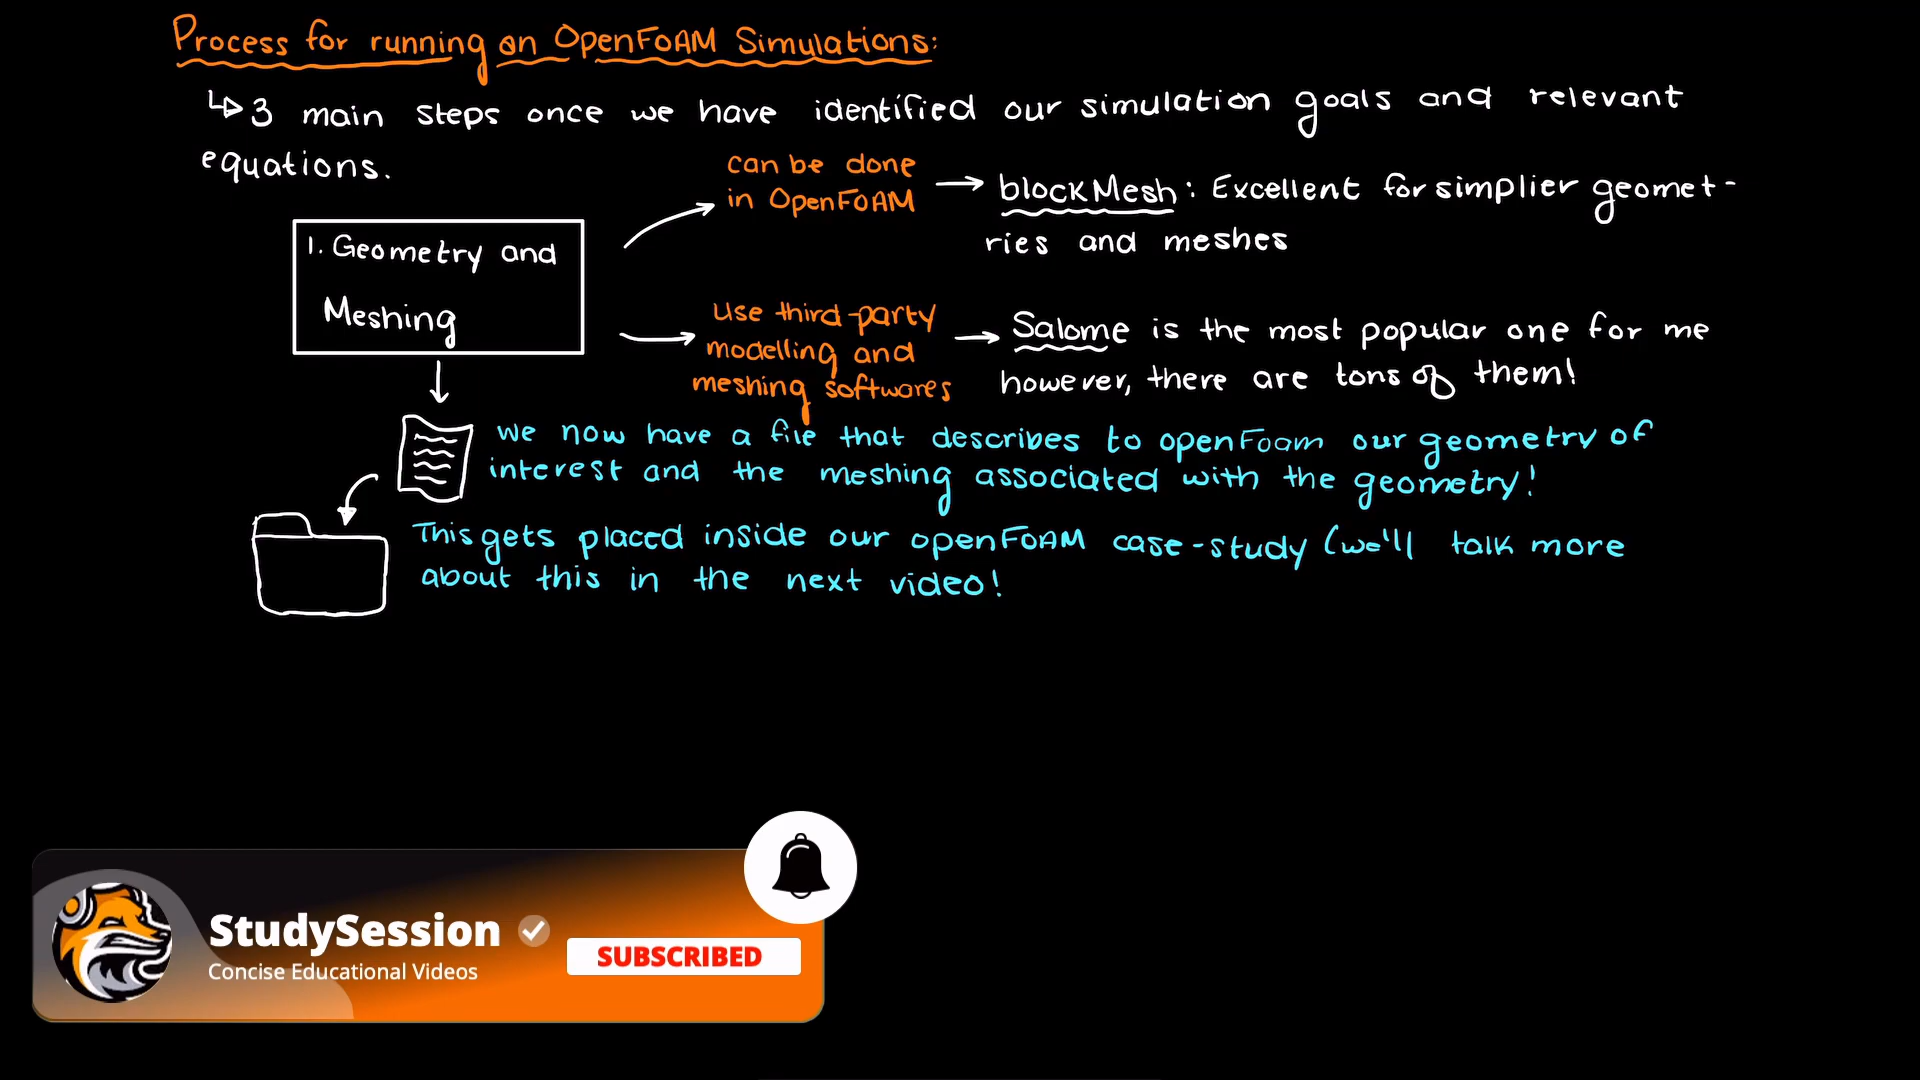 Process for running an OpenFOAM Simulations:
↳ 3 main steps once we have identified our simulation goals and relevant
equations.
1. Geometry and
Meshing
can be done
in OpenFOAM
→ blockMesh: Excellent for simplier geomet-
ries and meshes
Use third-party
modelling and
meshing softwares
→ Salome is the most popular one for me
however, there are tons of them!
we now have a file that describes to openFoam our geometry of
interest and the meshing associated with the geometry!
This gets placed inside our openFOAM case-study (we'll talk more
about this in the next video!
StudySession
Concise Educational Videos
SUBSCRIBED